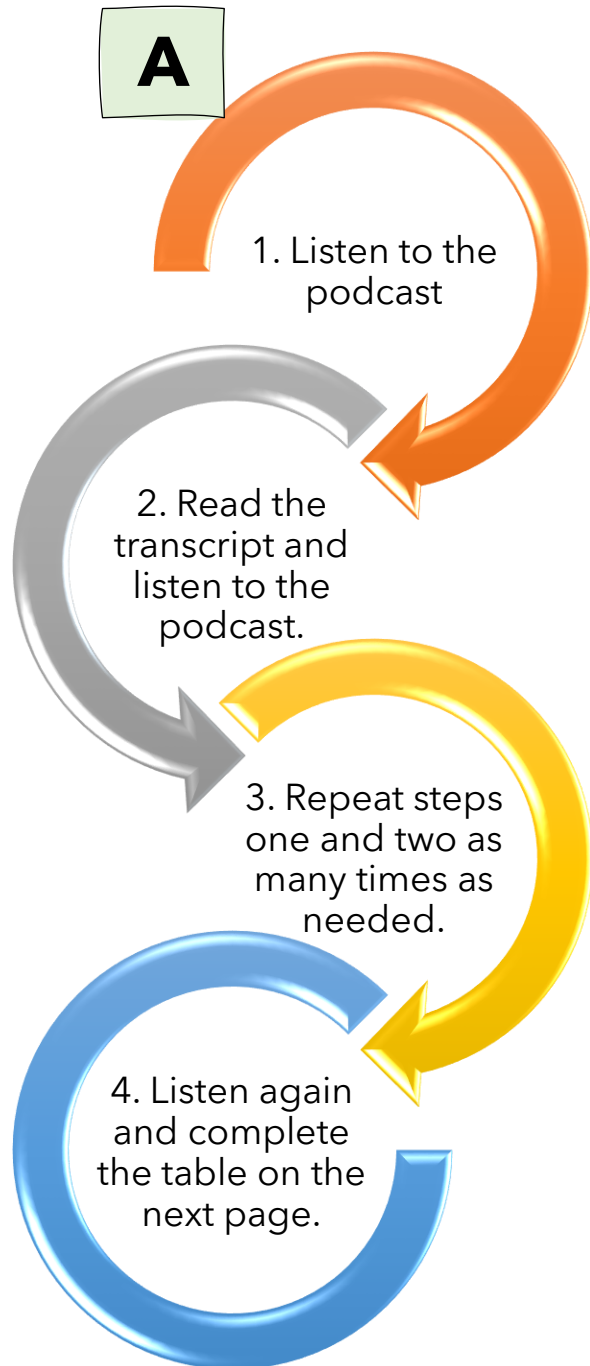 A
1. Listen to the
podcast
2. Read the
transcript and
listen to the
podcast.
3. Repeat steps
one and two as
many times as
needed.
4. Listen again
and complete
the table on the
next page.